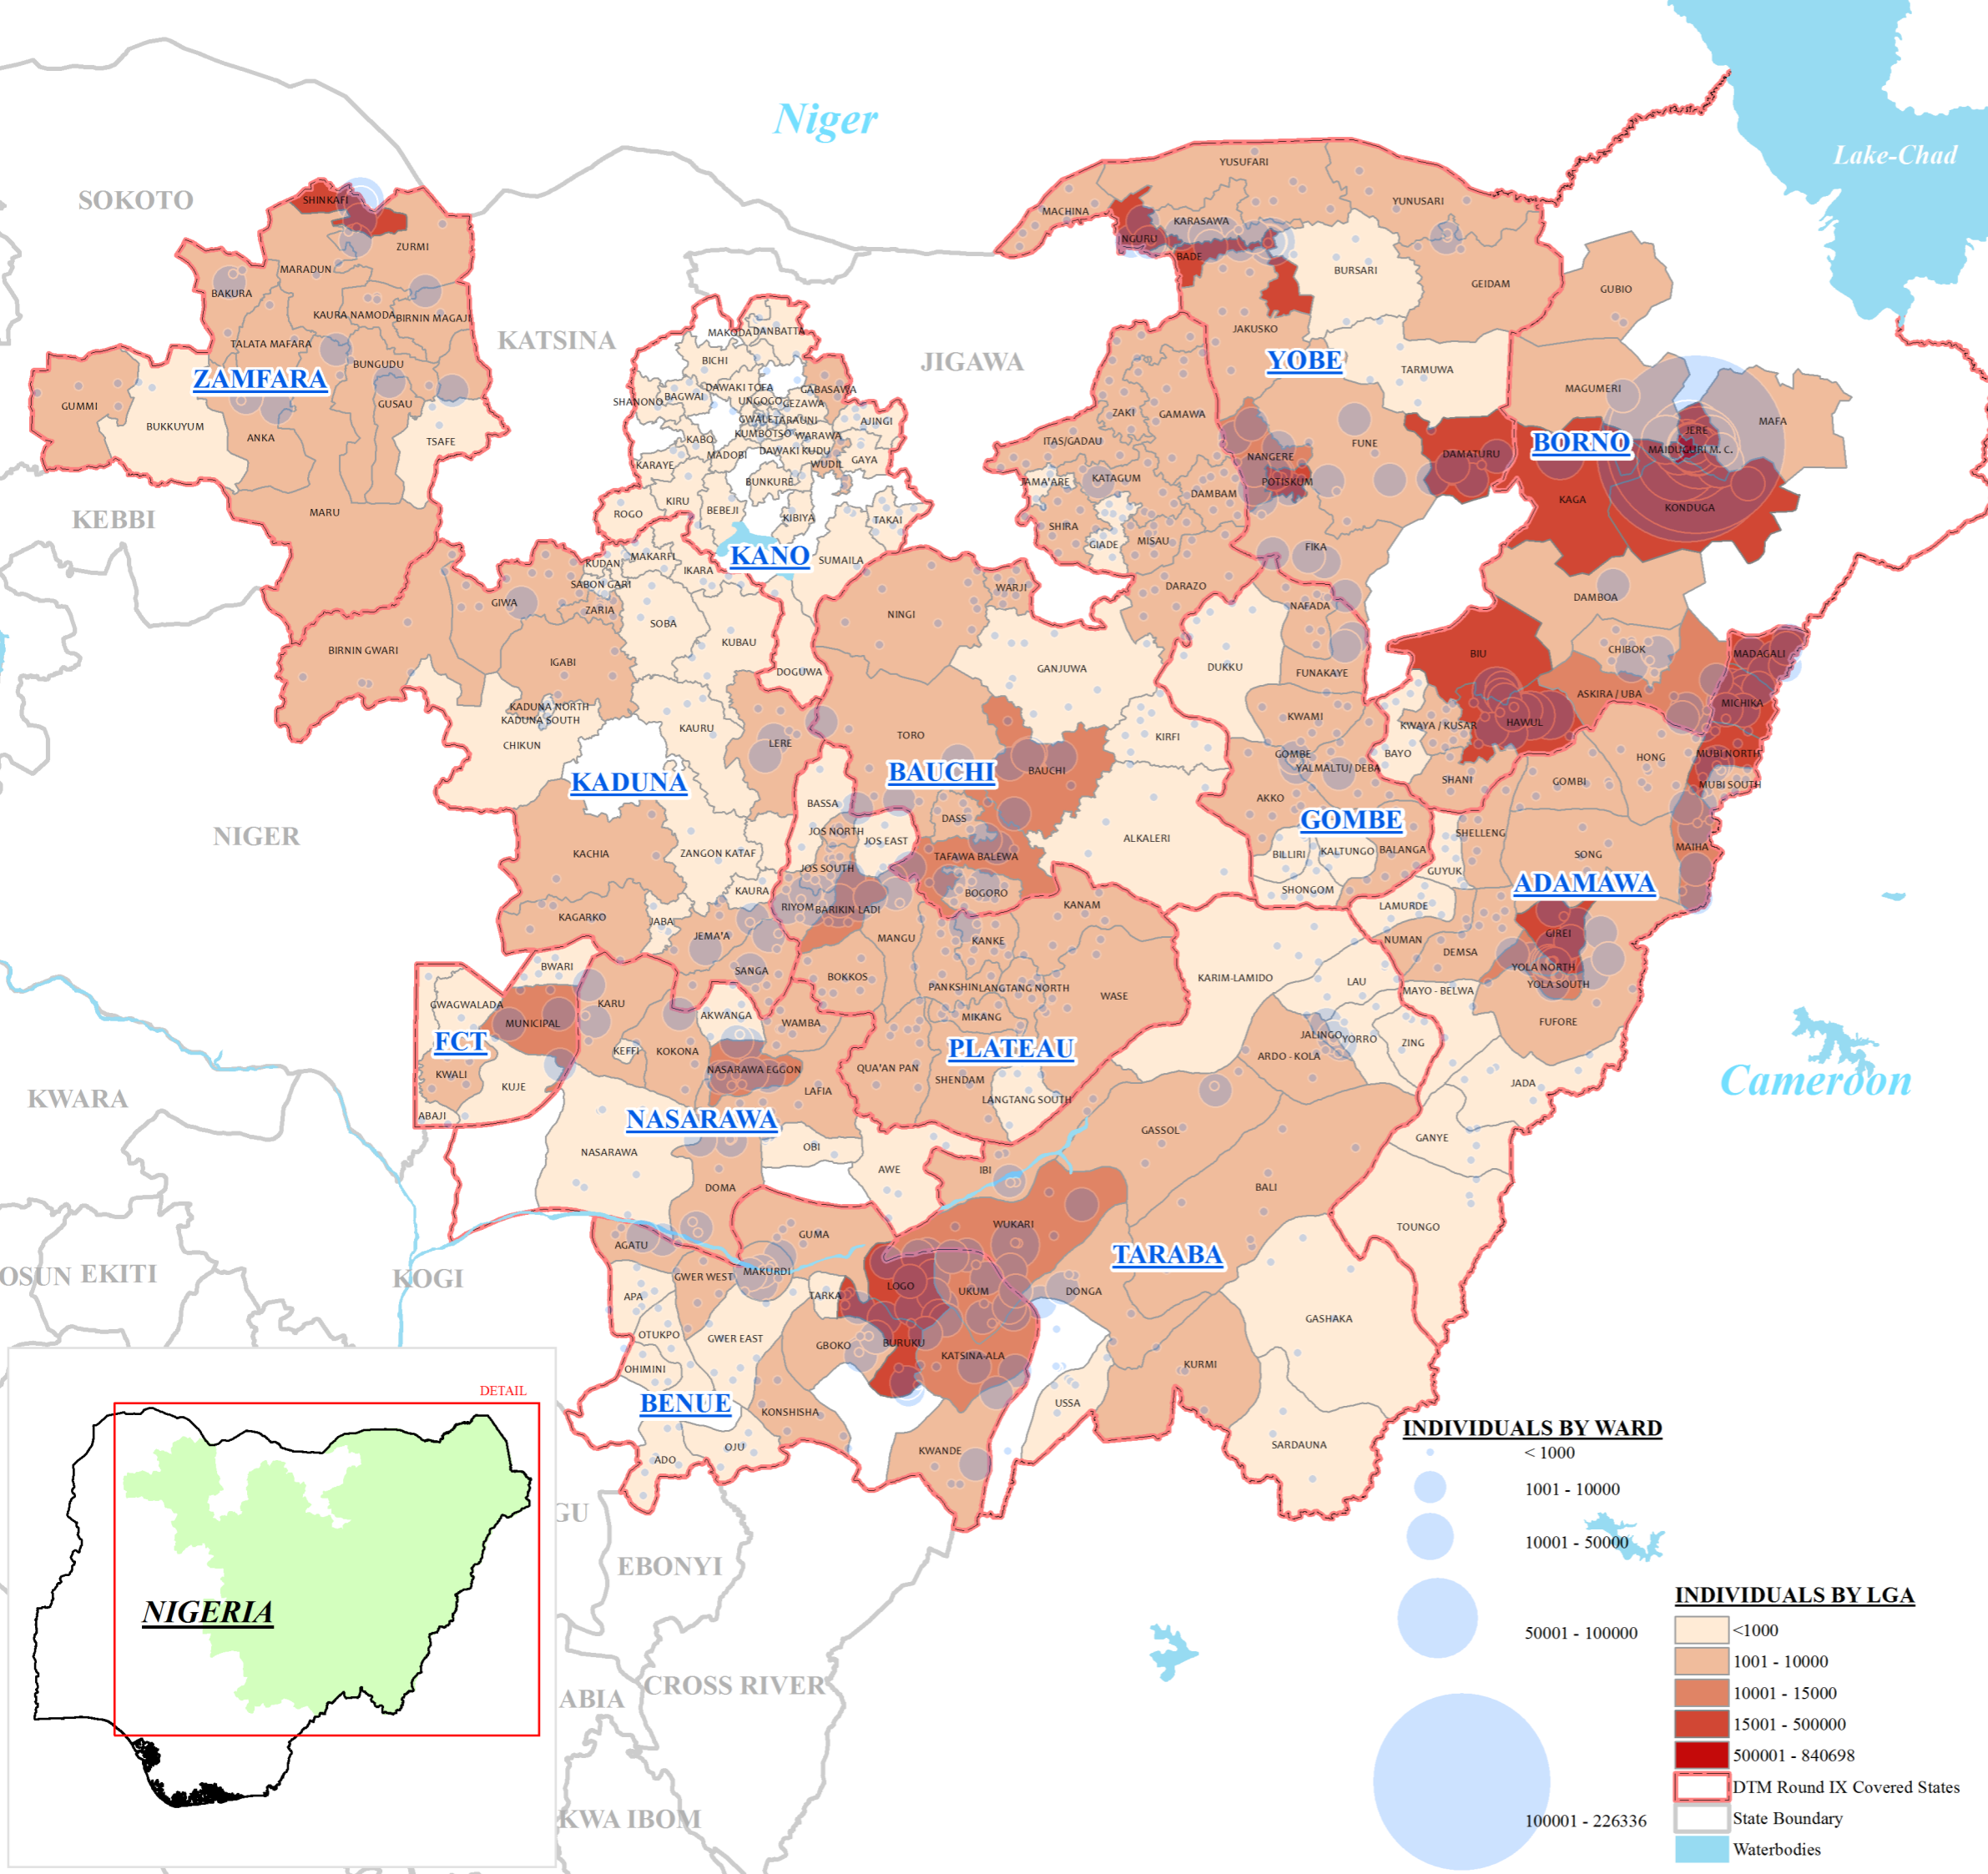 Niger
Lake-Chad
SOKOTO
YUSUFARI
SHINKAFI
MACHINA
YUNUSARI
KARASAWA
NGURU
ZURMI
BADE
MARADUN
BURSARI
GEIDAM
GUBIO
BAKURA
KAURA NAMODA
BIRNIN MAGAJI
KATSINA
MAKODA
DANBATTA
JAKUSKO
TALATA MAFARA
JIGAWA
BICHI
YOBE
BUNGUDU
TARMUWA
ZAMFARA
DAWAKI TOFA
GABASAWA
MAGUMERI
SHANONO
BAGWAI
UNGOGO
GEZAWA
GUMMI
GUSAU
ZAKI
GAMAWA
MAFA
BUKKUYUM
GWALE
TARAUNI
AJINGI
JERE
ANKA
TSAFE
KABO
KUMBOTSO
WARAWA
ITAS/GADAU
FUNE
BORNO
MAIDUGURI M. C.
MADOBI
DAWAKI KUDU
NANGERE
DAMATURU
KARAYE
WUDIL
GAYA
JAMA'ARE
KATAGUM
POTISKUM
BUNKURE
DAMBAM
KAGA
KONDUGA
KIRU
BEBEJI
ROGO
KIBIYA
TAKAI
KEBBI
MARU
SHIRA
GIADE
MISAU
FIKA
MAKARFI
KANO
SUMAILA
KUDAN
IKARA
SABON GARI
DARAZO
WARJI
DAMBOA
GIWA
ZARIA
NINGI
NAFADA
SOBA
KUBAU
BIRNIN GWARI
IGABI
DOGUWA
GANJUWA
DUKKU
FUNAKAYE
BIU
CHIBOK
MADAGALI
ASKIRA / UBA
KADUNA NORTH
KADUNA SOUTH
KAURU
MICHIKA
KWAMI
KWAYA / KUSAR
HAWUL
CHIKUN
LERE
TORO
KIRFI
GOMBE
BAYO
HONG
MUBI NORTH
KADUNA
BAUCHI
BAUCHI
YALMALTU/ DEBA
SHANI
GOMBI
MUBI SOUTH
BASSA
AKKO
NIGER
DASS
GOMBE
JOS NORTH
JOS EAST
ALKALERI
SHELLENG
KACHIA
ZANGON KATAF
TAFAWA BALEWA
BILLIRI
KALTUNGO
BALANGA
SONG
MAIHA
JOS SOUTH
GUYUK
KAURA
BOGORO
SHONGOM
ADAMAWA
RIYOM
BARIKIN LADI
KANAM
LAMURDE
KAGARKO
JABA
JEMA'A
MANGU
KANKE
NUMAN
GIREI
DEMSA
BWARI
SANGA
BOKKOS
KARIM-LAMIDO
YOLA NORTH
LAU
YOLA SOUTH
GWAGWALADA
KARU
PANKSHIN
LANGTANG NORTH
WASE
MAYO - BELWA
AKWANGA
MUNICIPAL
WAMBA
MIKANG
FUFORE
FCT
KEFFI
KOKONA
PLATEAU
JALINGO
YORRO
ZING
ARDO - KOLA
KWALI
KUJE
NASARAWA EGGON
QUA'AN PAN
SHENDAM
JADA
Cameroon
KWARA
LAFIA
LANGTANG SOUTH
ABAJI
NASARAWA
GASSOL
GANYE
NASARAWA
OBI
AWE
IBI
DOMA
BALI
WUKARI
TOUNGO
AGATU
GUMA
TARABA
OSUN
EKITI
KOGI
GWER WEST
MAKURDI
LOGO
UKUM
DONGA
APA
TARKA
GASHAKA
OTUKPO
GWER EAST
GBOKO
BURUKU
KATSINA-ALA
OHIMINI
KURMI
BENUE
KONSHISHA
USSA
OJU
KWANDE
SARDAUNA
ADO
DETAIL
NIGERIA
GU
EBONYI
ABIA
CROSS RIVER
KWA IBOM
INDIVIDUALS BY WARD
< 1000
1001 - 10000
10001 - 50000
50001 - 100000
100001 - 226336
INDIVIDUALS BY LGA
<1000
1001 - 10000
10001 - 15000
15001 - 500000
500001 - 840698
DTM Round IX Covered States
State Boundary
Waterbodies